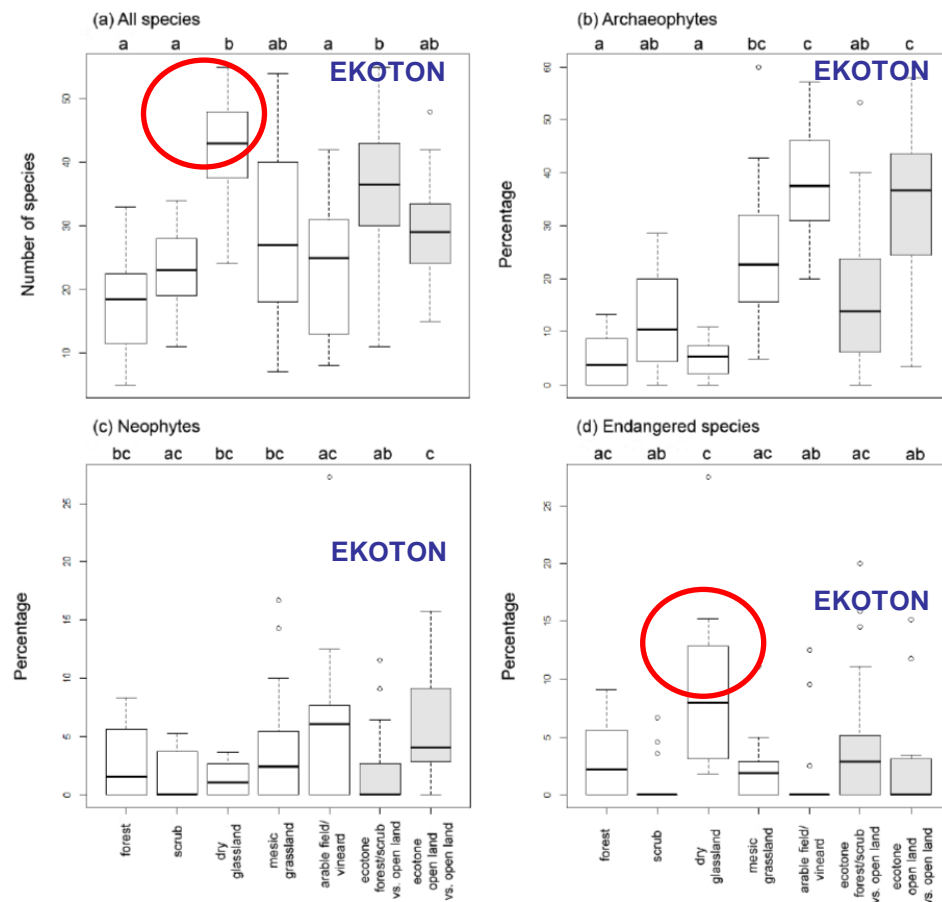 (a) All species
a a b ab a b ab
EKOTON
Number of species
50
40
30
20
10
(b) Archaeophytes
a ab a bc c ab c
EKOTON
Percentage
60
50
40
30
20
10
0
(c) Neophytes
bc ac bc bc ac ab c
EKOTON
Percentage
25
20
15
10
5
0
forest
scrub
dry
glassland
mesic
grassland
arable field/
vineard
ecotone
forest/scrub
vs. open land
ecotone
open land
vs. open land
(d) Endangered species
ac ab c ac ab ac ab
EKOTON
Percentage
25
20
15
10
5
0
forest
scrub
dry
glassland
mesic
grassland
arable field/
vineard
ecotone
forest/scrub
vs. open land
ecotone
open land
vs. open land